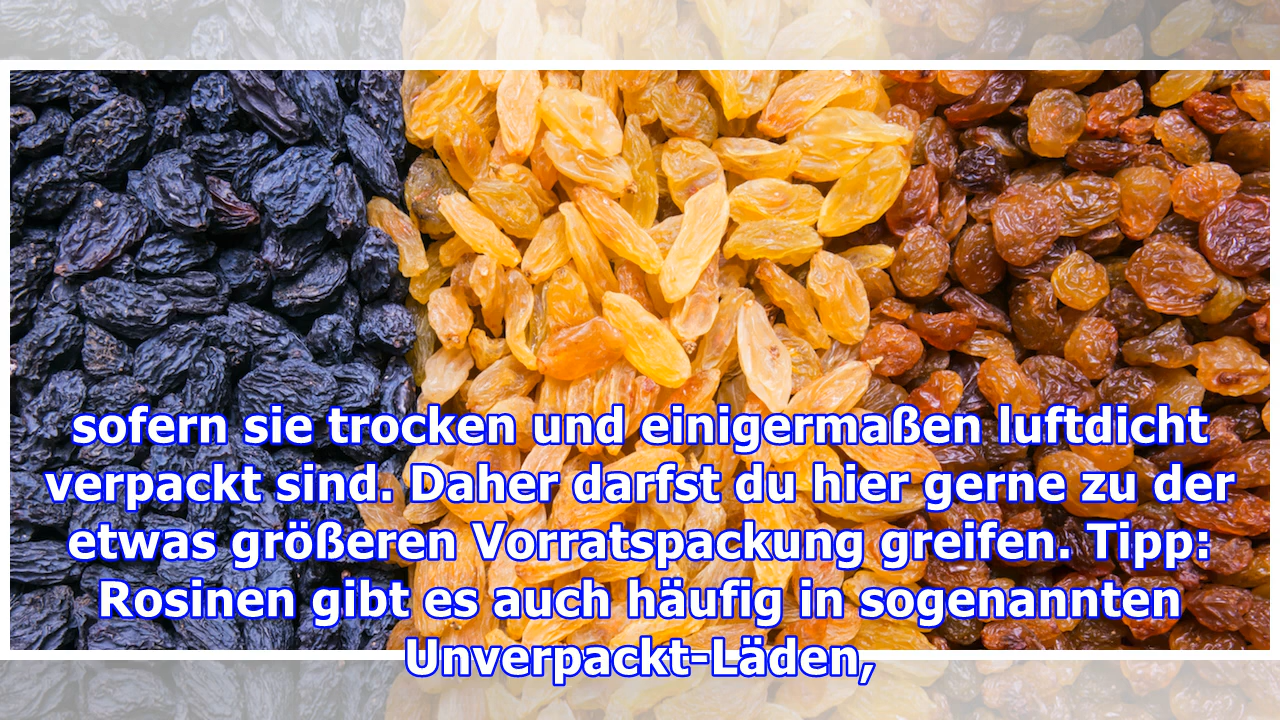 sofern sie trocken und einigermaßen luftdicht
verpackt sind. Daher darfst du hier gerne zu der
etwas größeren Vorratspackung greifen. Tipp:
Rosinen gibt es auch häufig in sogenannten
Unverpackt-Läden,